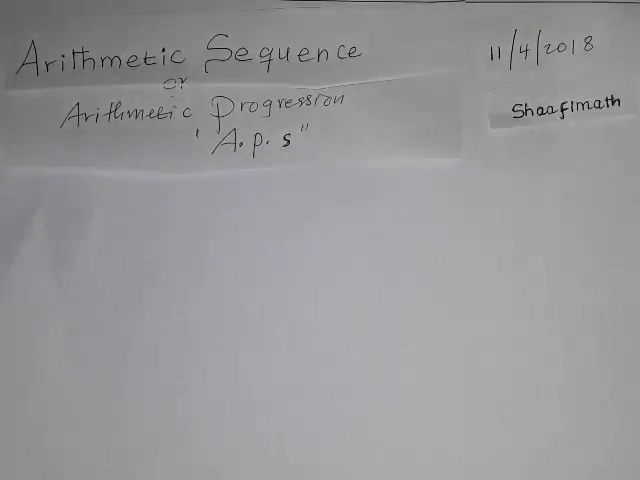 Arithmetic Sequence
11/4/2018
or
Arithmetic Progression
Shaafimath
"A.p.s"